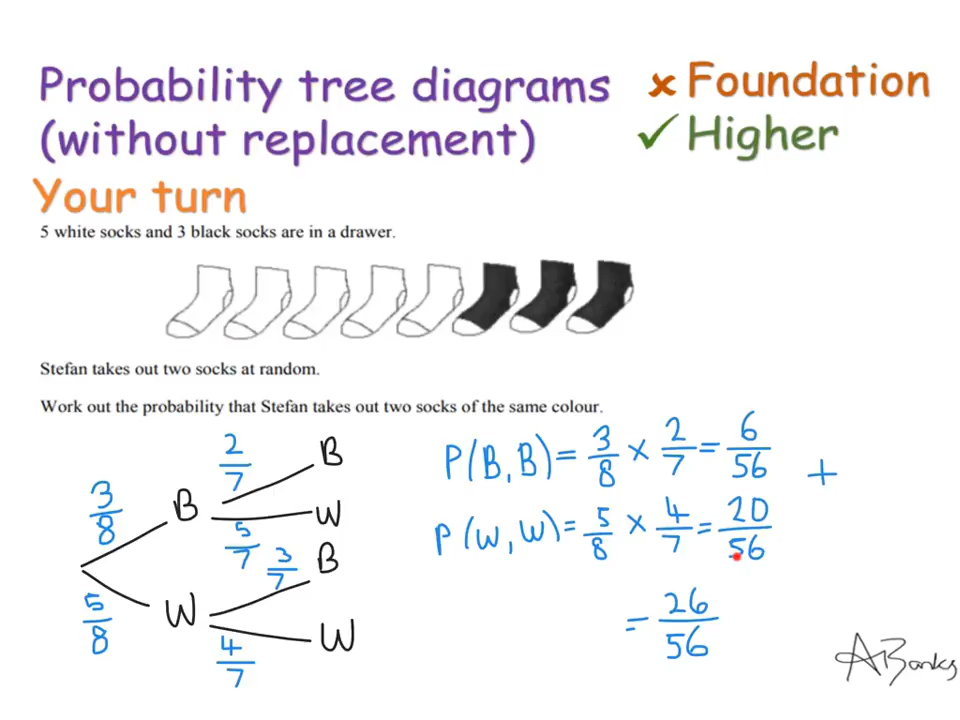 Probability tree diagrams
(without replacement)
× Foundation
✓ Higher
Your turn
5 white socks and 3 black socks are in a drawer.
Stefan takes out two socks at random.
Work out the probability that Stefan takes out two socks of the same colour.
3/8 B
2/7 B
5/7 W
5/8 W
3/7 B
4/7 W
P(B, B) = 3/8 × 2/7 = 6/56 +
P(W, W) = 5/8 × 4/7 = 20/56
= 26/56
ABanks